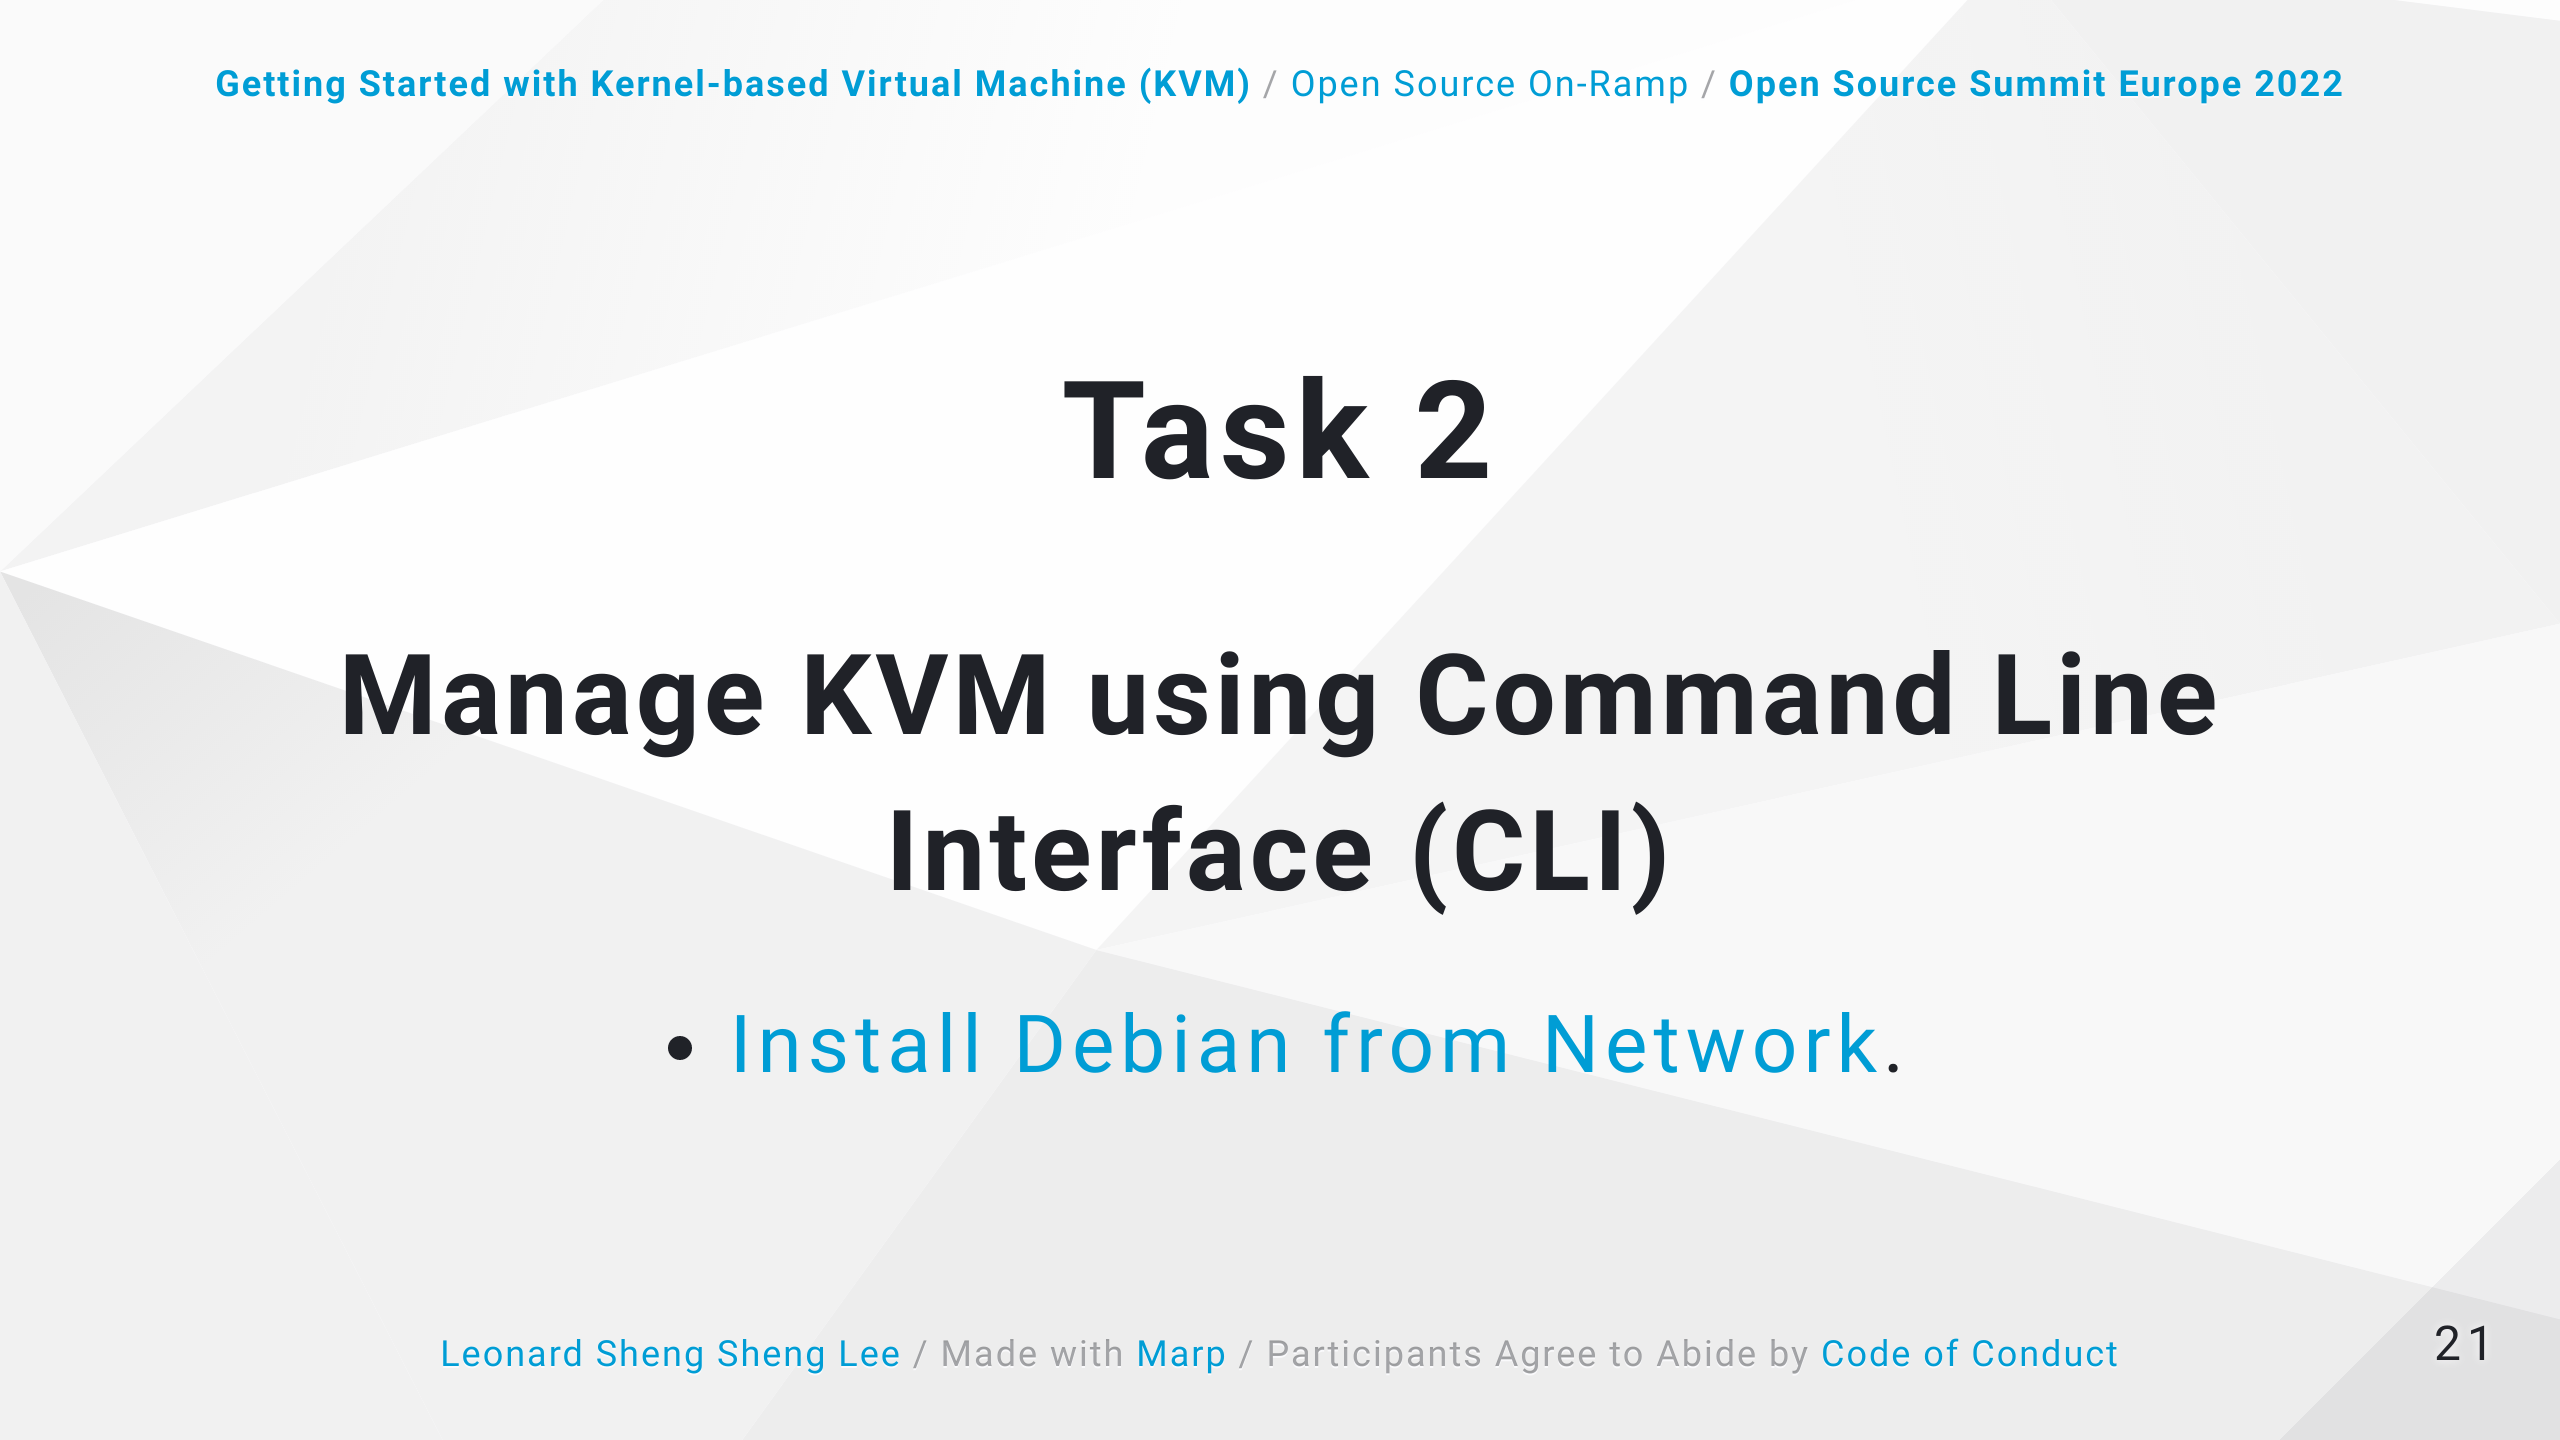 Getting Started with Kernel-based Virtual Machine (KVM) / Open Source On-Ramp / Open Source Summit Europe 2022
Task 2
Manage KVM using Command Line
Interface (CLI)
• Install Debian from Network.
Leonard Sheng Sheng Lee / Made with Marp / Participants Agree to Abide by Code of Conduct
21